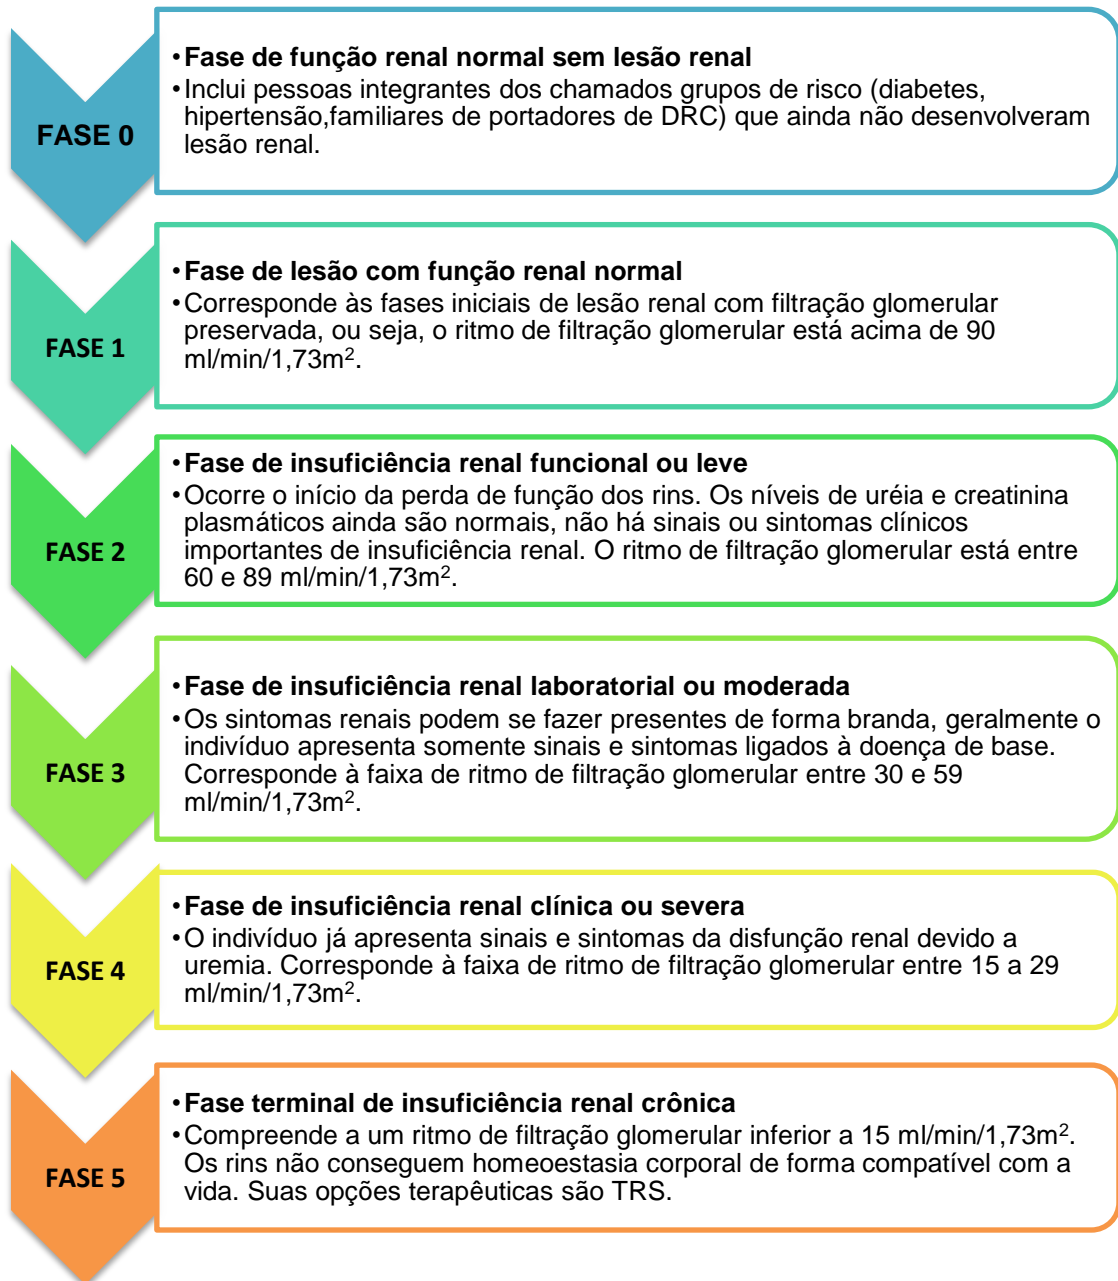 FASE 0
•Fase de função renal normal sem lesão renal
•Inclui pessoas integrantes dos chamados grupos de risco (diabetes,
hipertensão,familiares de portadores de DRC) que ainda não desenvolveram
lesão renal.
FASE 1
•Fase de lesão com função renal normal
•Corresponde às fases iniciais de lesão renal com filtração glomerular
preservada, ou seja, o ritmo de filtração glomerular está acima de 90
ml/min/1,73m².
FASE 2
•Fase de insuficiência renal funcional ou leve
•Ocorre o início da perda de função dos rins. Os níveis de uréia e creatinina
plasmáticos ainda são normais, não há sinais ou sintomas clínicos
importantes de insuficiência renal. O ritmo de filtração glomerular está entre
60 e 89 ml/min/1,73m².
FASE 3
•Fase de insuficiência renal laboratorial ou moderada
•Os sintomas renais podem se fazer presentes de forma branda, geralmente o
indivíduo apresenta somente sinais e sintomas ligados à doença de base.
Corresponde à faixa de ritmo de filtração glomerular entre 30 e 59
ml/min/1,73m².
FASE 4
•Fase de insuficiência renal clínica ou severa
•O indivíduo já apresenta sinais e sintomas da disfunção renal devido a
uremia. Corresponde à faixa de ritmo de filtração glomerular entre 15 a 29
ml/min/1,73m².
FASE 5
•Fase terminal de insuficiência renal crônica
•Compreende a um ritmo de filtração glomerular inferior a 15 ml/min/1,73m².
Os rins não conseguem homeoestasia corporal de forma compatível com a
vida. Suas opções terapêuticas são TRS.